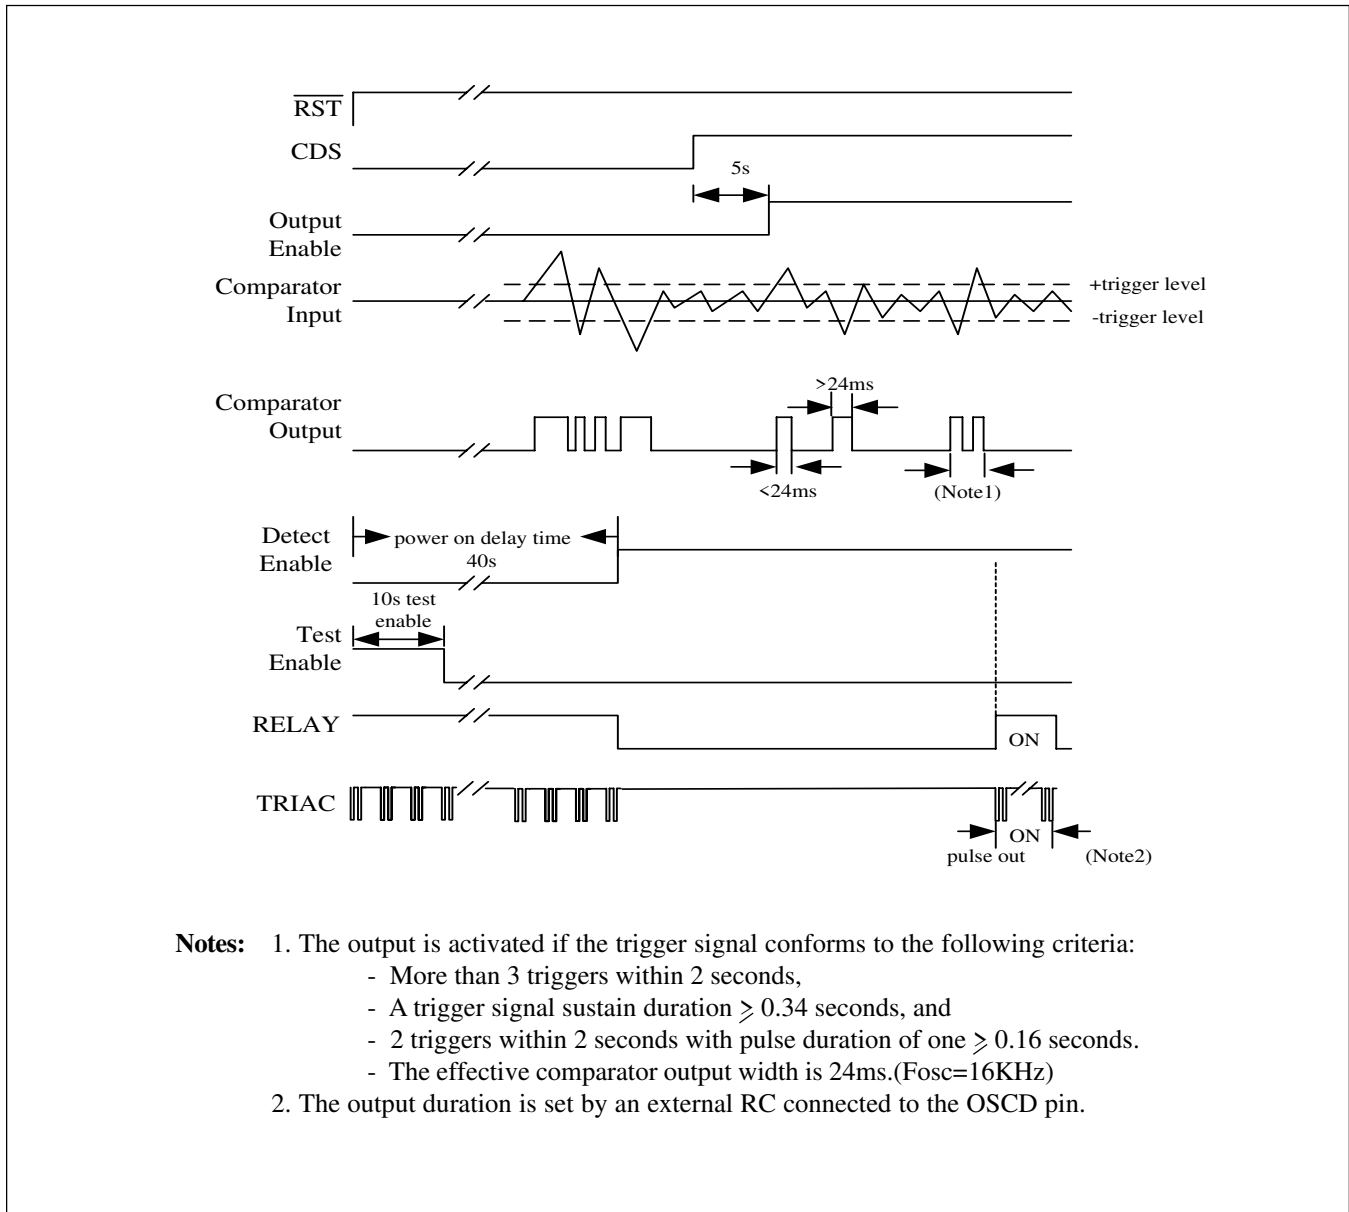 RST
CDS
5s
Output
Enable
Comparator
Input
+trigger level
-trigger level
>24ms
Comparator
Output
<24ms
(Note1)
Detect
Enable
power on delay time
40s
10s test
enable
Test
Enable
RELAY
ON
TRIAC
ON
pulse out
(Note2)
Notes: 1. The output is activated if the trigger signal conforms to the following criteria:
- More than 3 triggers within 2 seconds,
- A trigger signal sustain duration ⩾ 0.34 seconds, and
- 2 triggers within 2 seconds with pulse duration of one ⩾ 0.16 seconds.
- The effective comparator output width is 24ms.(Fosc=16KHz)
2. The output duration is set by an external RC connected to the OSCD pin.